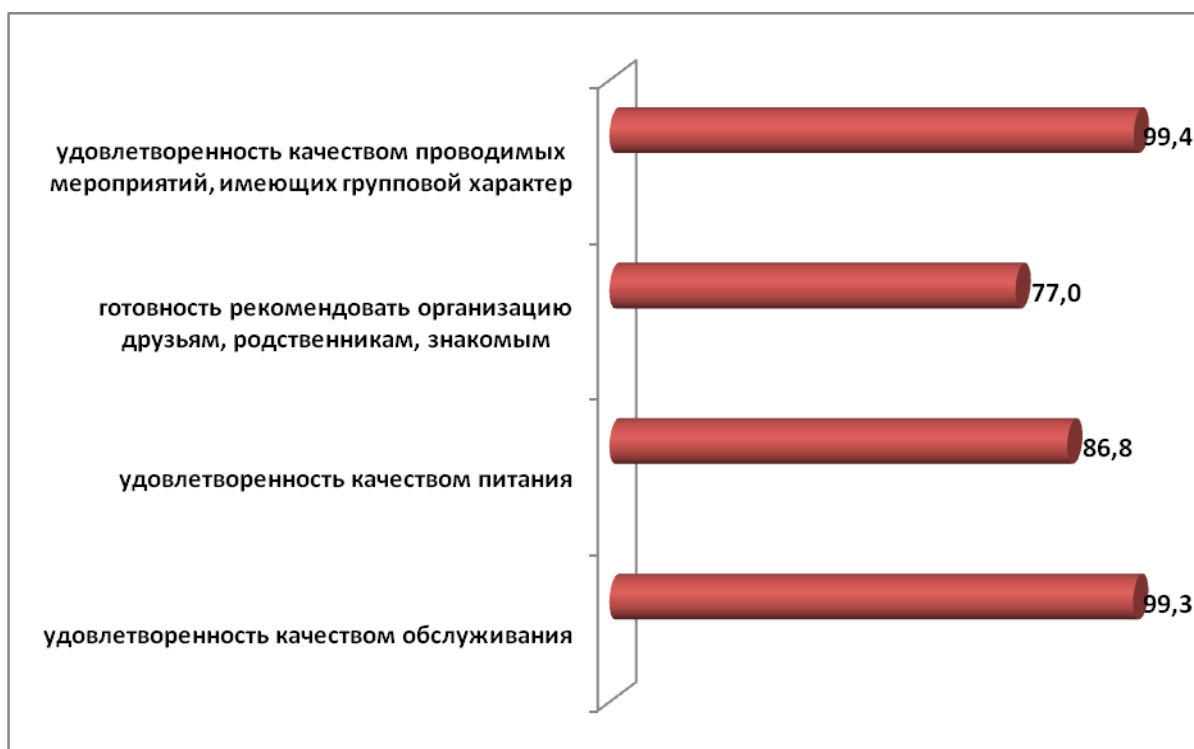 удовлетворенность качеством проводимых
мероприятий, имеющих групповой характер
99,4
готовность рекомендовать организацию
друзьям, родственникам, знакомым
77,0
удовлетворенность качеством питания
86,8
удовлетворенность качеством обслуживания
99,3